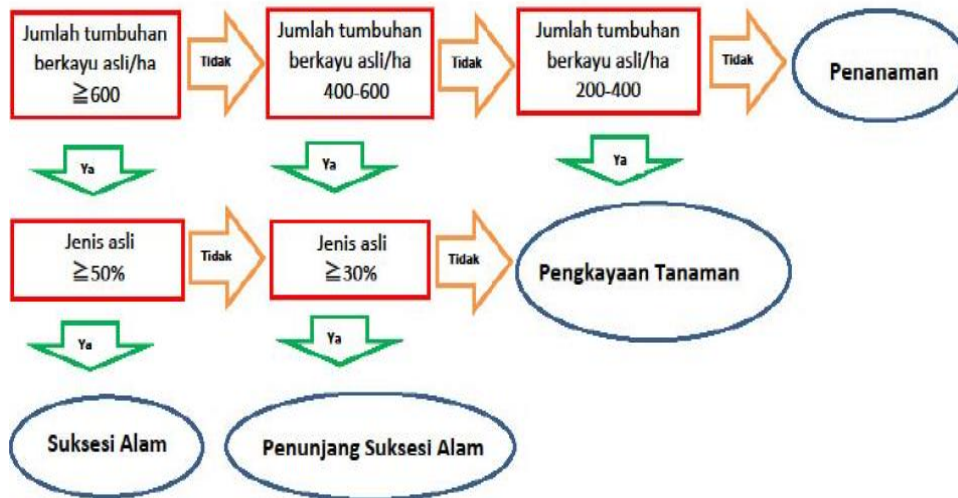 Jumlah tumbuhan
berkayu asli/ha
≧600
Tidak
Jumlah tumbuhan
berkayu asli/ha
400-600
Tidak
Jumlah tumbuhan
berkayu asli/ha
200-400
Tidak
Penanaman
Ya
Ya
Ya
Jenis asli
≧50%
Tidak
Jenis asli
≧30%
Tidak
Pengkayaan Tanaman
Ya
Ya
Suksesi Alam
Penunjang Suksesi Alam